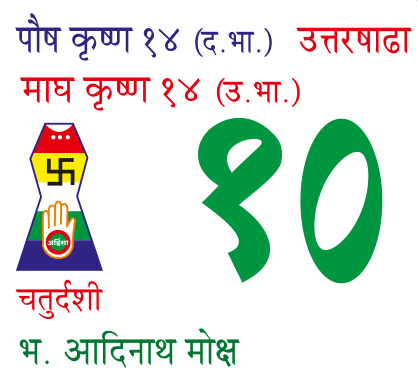 पौष कृष्ण १४ (द.भा.) उत्तरषाढा
माघ कृष्ण १४ (उ.भा.)
१०
अहिंसा
चतुर्दशी
भ. आदिनाथ मोक्ष